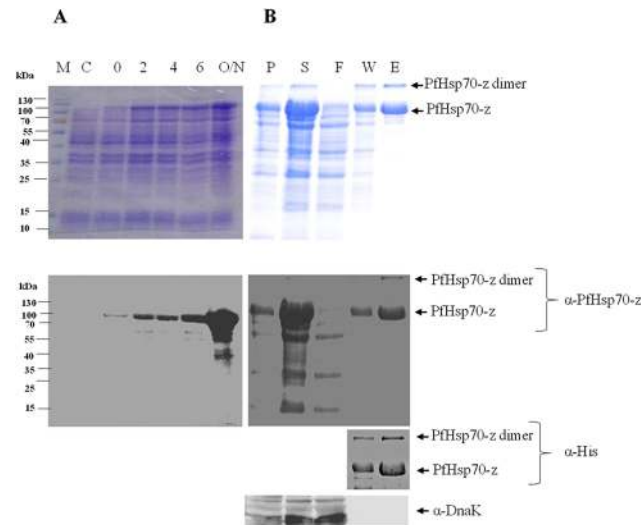 A B
M C 0 2 4 6 O/N P S F W E
kDa
PfHsp70-z dimer
130
100
PfHsp70-z
70
55
40
35
25
15
10
kDa
PfHsp70-z dimer
α-PfHsp70-z
130
100
PfHsp70-z
70
55
40
35
25
15
PfHsp70-z dimer
α-His
PfHsp70-z
α-DnaK